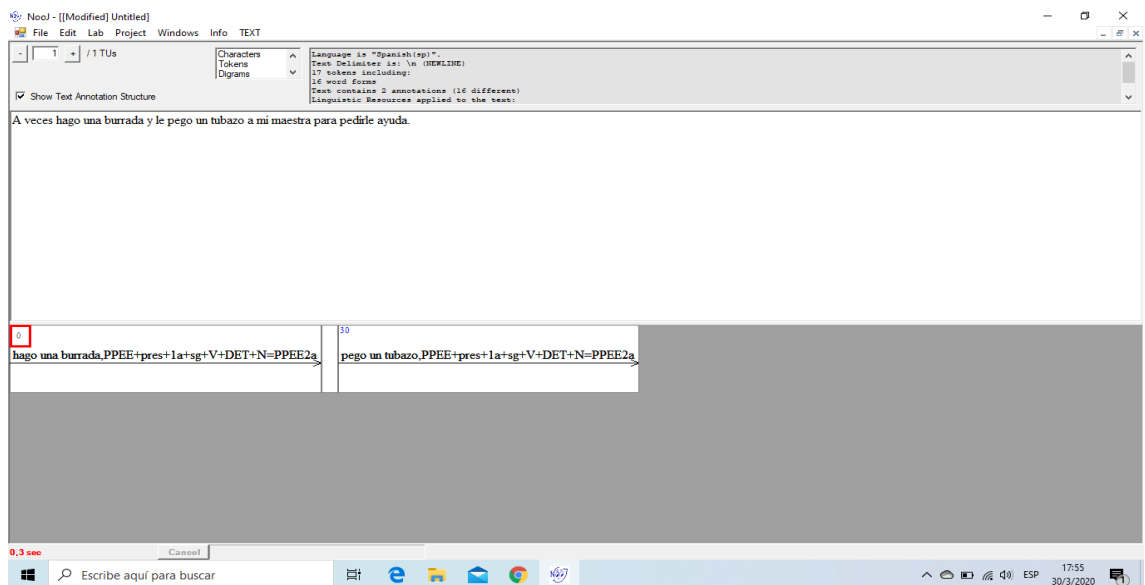 NooJ - [[Modified] Untitled]
File Edit Lab Project Windows Info TEXT
- 1 + / 1 TUs
Characters
Tokens
Digrams
Show Text Annotation Structure
Language is "Spanish(sp)".
Text Delimiter is: \n (NEWLINE)
17 tokens including:
16 word forms
Text contains 2 annotations (16 different)
Linguistic Resources applied to the text:
A veces hago una burrada y le pego un tubazo a mi maestra para pedirle ayuda.
0
hago una burrada,PPEE+pres+1a+sg+V+DET+N=PPEE2a
30
pego un tubazo,PPEE+pres+1a+sg+V+DET+N=PPEE2a
0,3 sec Cancel
Escribe aquí para buscar
ESP
17:55
30/3/2020